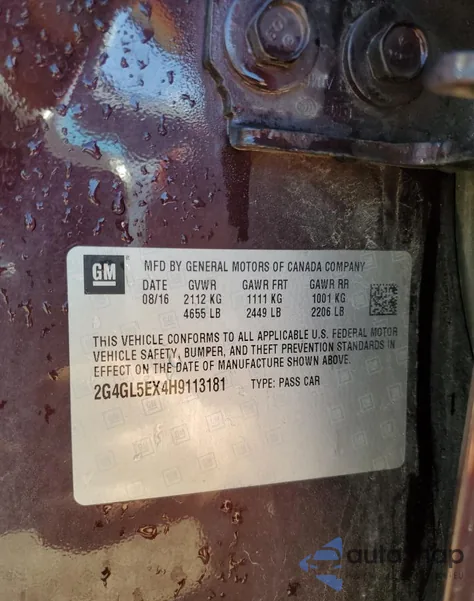 GM
MFD BY GENERAL MOTORS OF CANADA COMPANY
DATE GVWR GAWR FRT GAWR RR
08/16 2112 KG 1111 KG 1001 KG
4655 LB 2449 LB 2206 LB
THIS VEHICLE CONFORMS TO ALL APPLICABLE U.S. FEDERAL MOTOR
VEHICLE SAFETY, BUMPER, AND THEFT PREVENTION STANDARDS IN
EFFECT ON THE DATE OF MANUFACTURE SHOWN ABOVE.
2G4GL5EX4H9113181 TYPE: PASS CAR